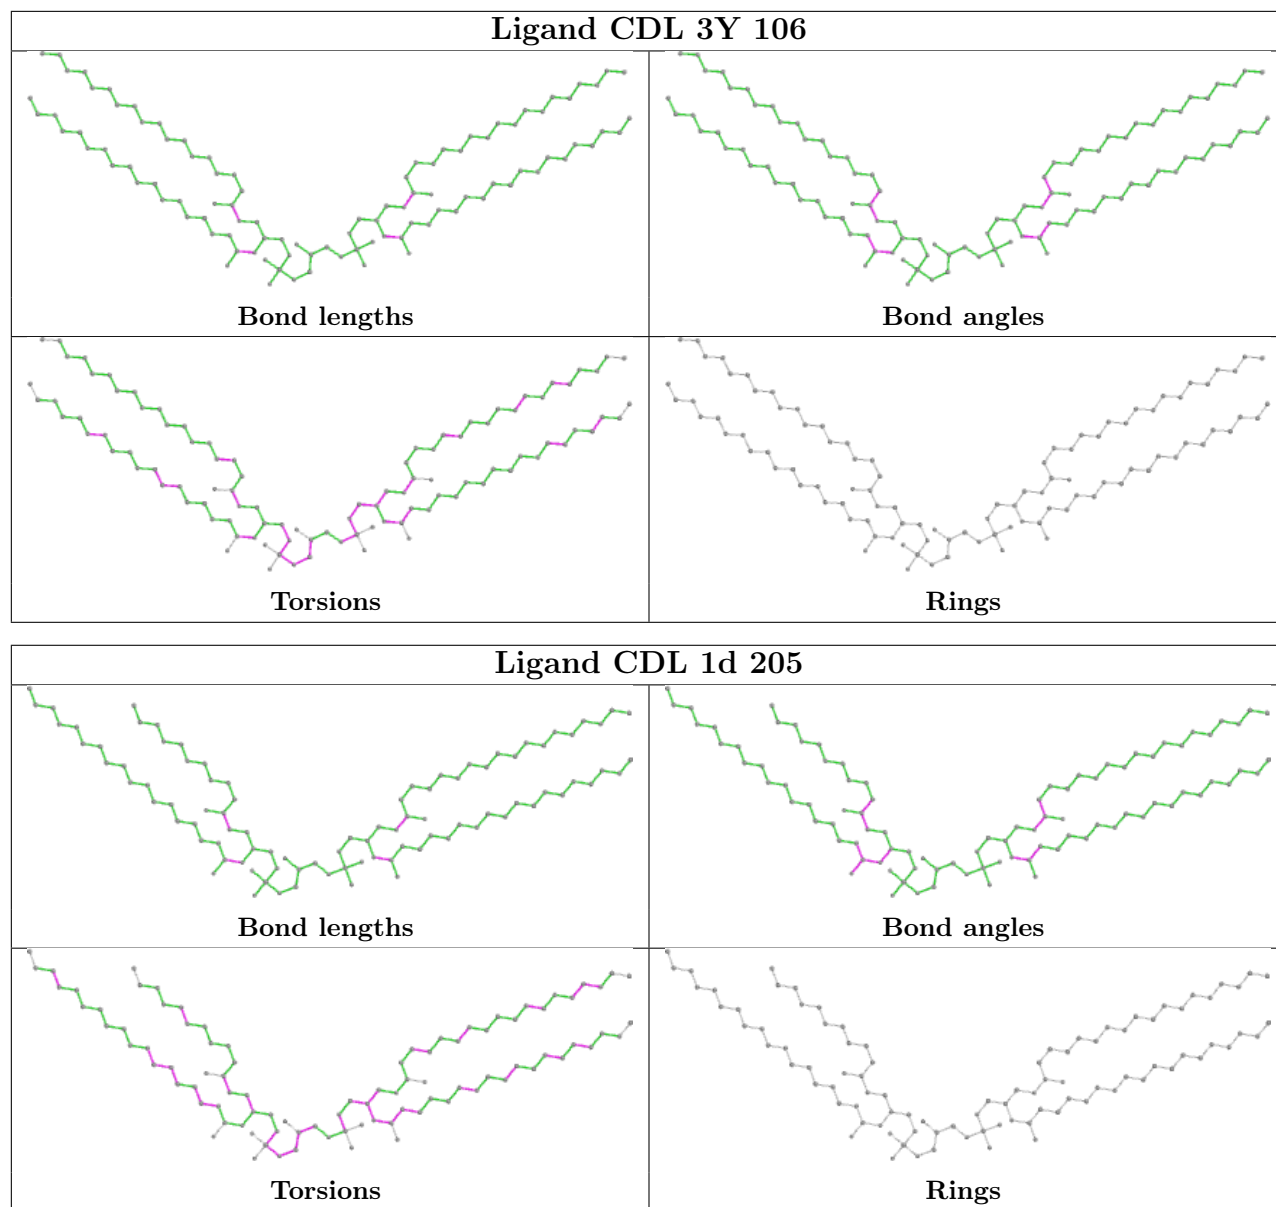 Ligand CDL 3Y 106
Bond lengths
Bond angles
Torsions
Rings
Ligand CDL 1d 205
Bond lengths
Bond angles
Torsions
Rings